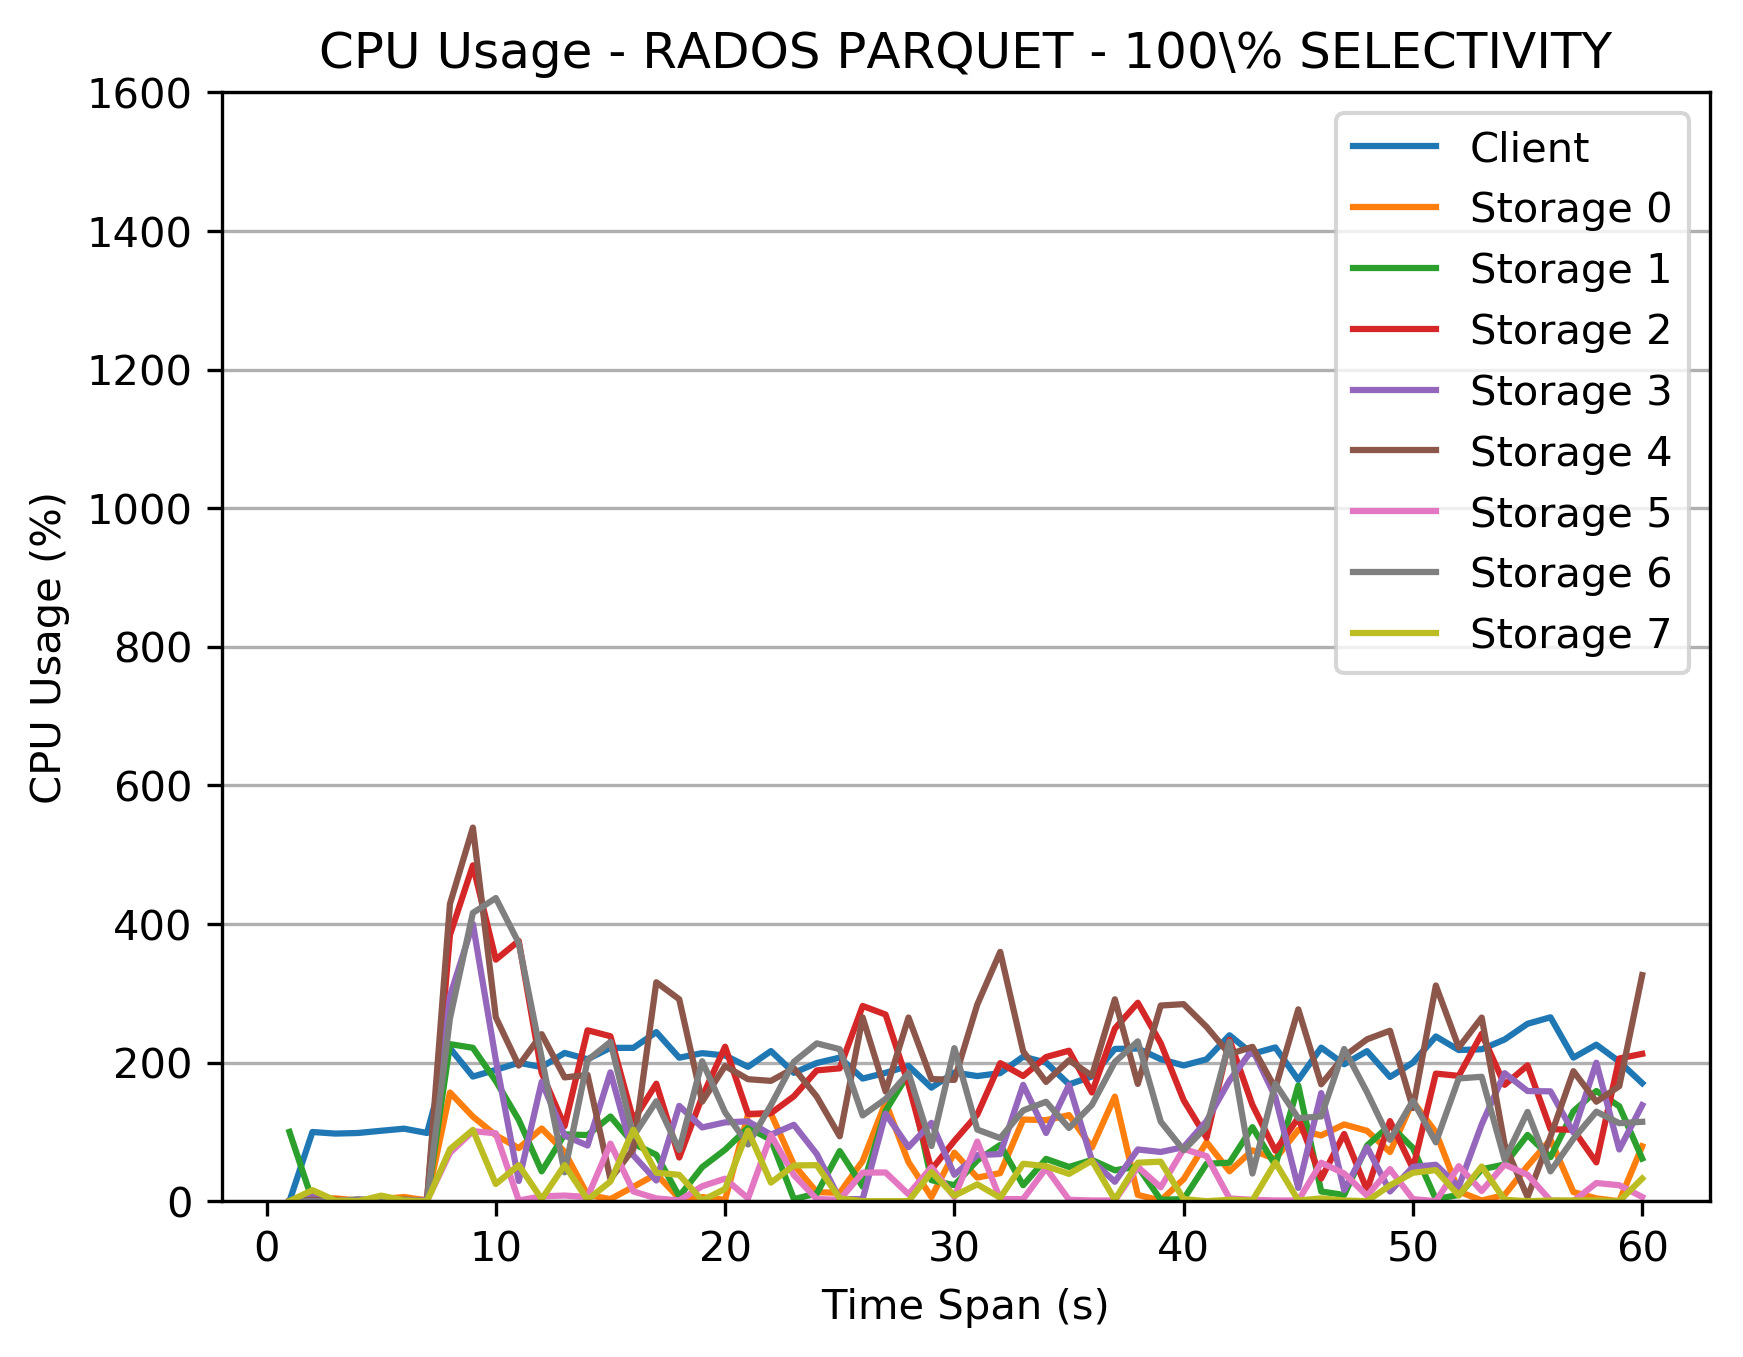 CPU Usage - RADOS PARQUET - 100\% SELECTIVITY
CPU Usage (%)
1600
1400
1200
1000
800
600
400
200
0
Client
Storage 0
Storage 1
Storage 2
Storage 3
Storage 4
Storage 5
Storage 6
Storage 7
0 10 20 30 40 50 60
Time Span (s)